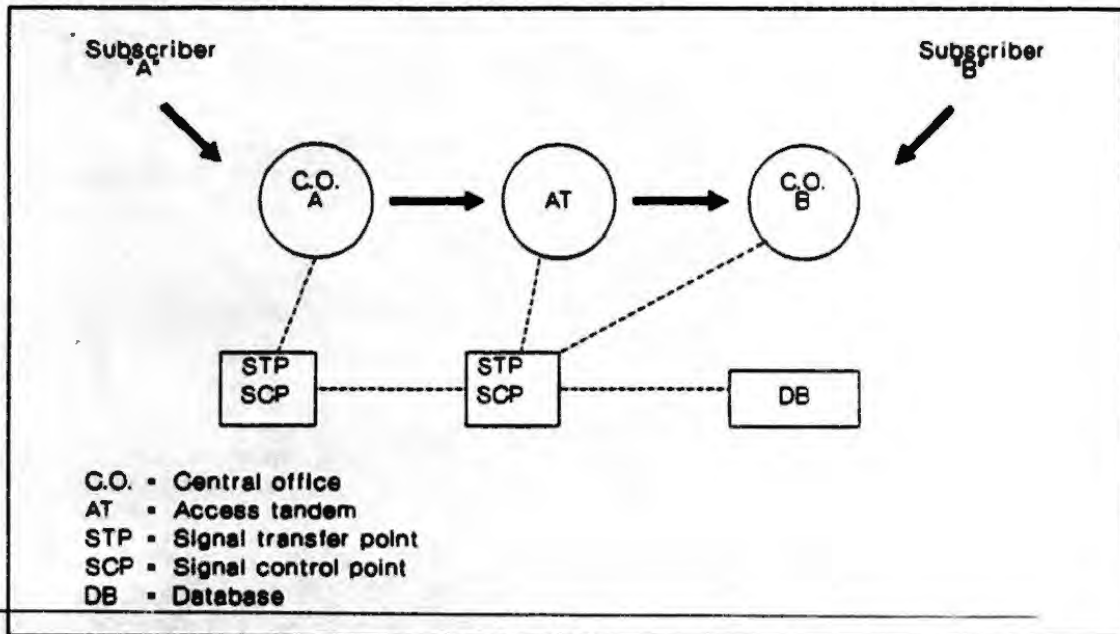 Subscriber
"A"
Subscriber
"B"
C.O.
A
AT
C.O.
B
STP
SCP
STP
SCP
DB
C.O. = Central office
AT = Access tandem
STP = Signal transfer point
SCP = Signal control point
DB = Database